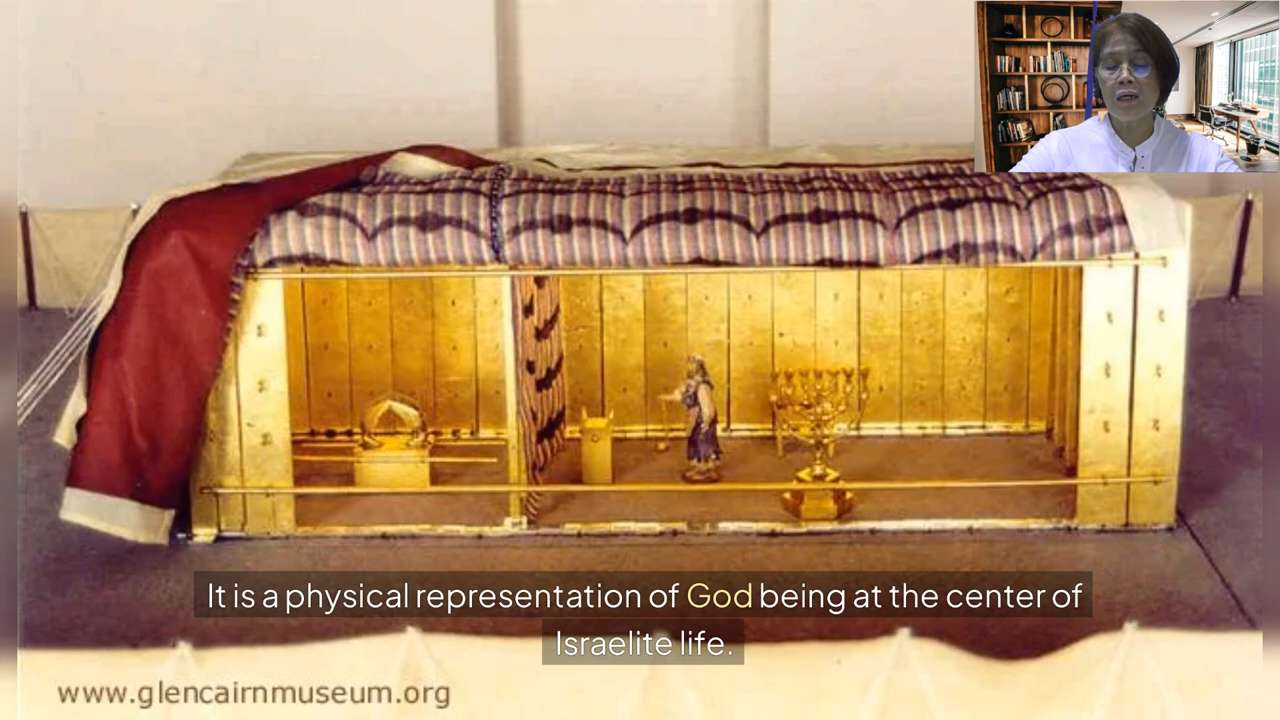 It is a physical representation of God being at the center of
Israelite life.
www.glencairnmuseum.org